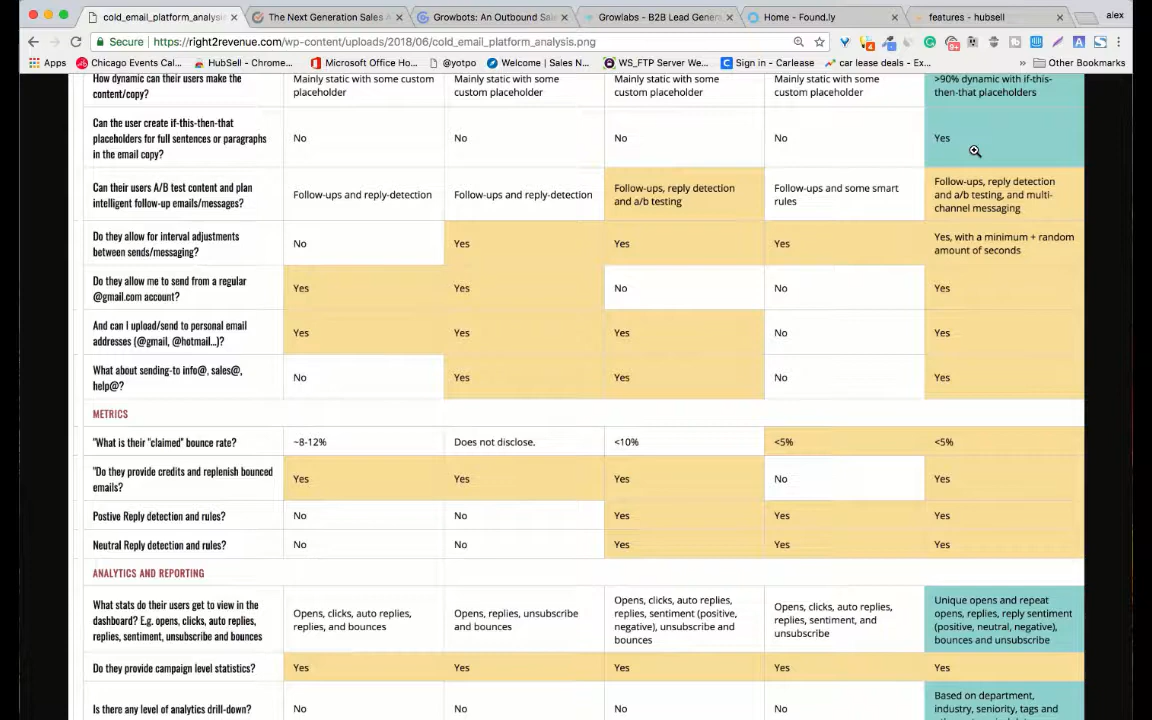 cold_email_platform_analysi
The Next Generation Sales A
Growbots: An Outbound Sale
Growlabs - B2B Lead Genera
Home - Found.ly
features - hubsell
alex
Secure
https://right2revenue.com/wp-content/uploads/2018/06/cold_email_platform_analysis.png
Apps
Chicago Events Cal...
HubSell - Chrome...
Microsoft Office Ho...
@yotpo
Welcome | Sales N...
WS_FTP Server We...
Sign in - Carlease
car lease deals - Ex...
»
Other Bookmarks
How dynamic can their users make the
content/copy?
Mainly static with some custom
placeholder
Mainly static with some
custom placeholder
Mainly static with some
custom placeholder
Mainly static with some
custom placeholder
>90% dynamic with if-this-
then-that placeholders
Can the user create if-this-then-that
placeholders for full sentences or paragraphs
in the email copy?
No
No
No
No
Yes
Can their users A/B test content and plan
intelligent follow-up emails/messages?
Follow-ups and reply-detection
Follow-ups and reply-detection
Follow-ups, reply detection
and a/b testing
Follow-ups and some smart
rules
Follow-ups, reply detection
and a/b testing, and multi-
channel messaging
Do they allow for interval adjustments
between sends/messaging?
No
Yes
Yes
Yes
Yes, with a minimum + random
amount of seconds
Do they allow me to send from a regular
@gmail.com account?
Yes
Yes
No
No
Yes
And can I upload/send to personal email
addresses (@gmail, @hotmail...)?
Yes
Yes
Yes
No
Yes
What about sending-to info@, sales@,
help@?
No
Yes
Yes
No
Yes
METRICS
"What is their "claimed" bounce rate?
~8-12%
Does not disclose.
<10%
<5%
<5%
"Do they provide credits and replenish bounced
emails?
Yes
Yes
Yes
No
Yes
Postive Reply detection and rules?
No
No
Yes
Yes
Yes
Neutral Reply detection and rules?
No
No
Yes
Yes
Yes
ANALYTICS AND REPORTING
What stats do their users get to view in the
dashboard? E.g. opens, clicks, auto replies,
replies, sentiment, unsubscribe and bounces
Opens, clicks, auto replies,
replies, and bounces
Opens, replies, unsubscribe
and bounces
Opens, clicks, auto replies,
replies, sentiment (positive,
negative), unsubscribe and
bounces
Opens, clicks, auto replies,
replies, sentiment, and
unsubscribe
Unique opens and repeat
opens, replies, reply sentiment
(positive, neutral, negative),
bounces and unsubscribe
Do they provide campaign level statistics?
Yes
Yes
Yes
Yes
Yes
Is there any level of analytics drill-down?
No
No
No
No
Based on department,
industry, seniority, tags and